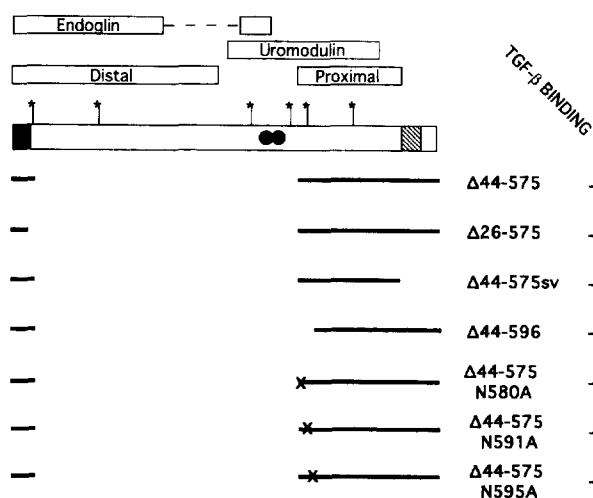 Endoglin
Uromodulin
Distal
Proximal
TGF-β BINDING
* * * * * *
Δ44-575
Δ26-575
Δ44-575sv
Δ44-596
Δ44-575
N580A
Δ44-575
N591A
Δ44-575
N595A